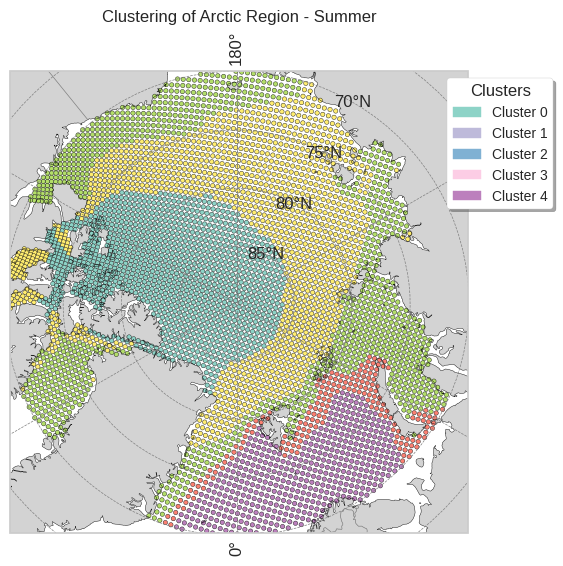 Clustering of Arctic Region - Summer
180°
70°N
75°N
80°N
85°N
0°
Clusters
Cluster 0
Cluster 1
Cluster 2
Cluster 3
Cluster 4